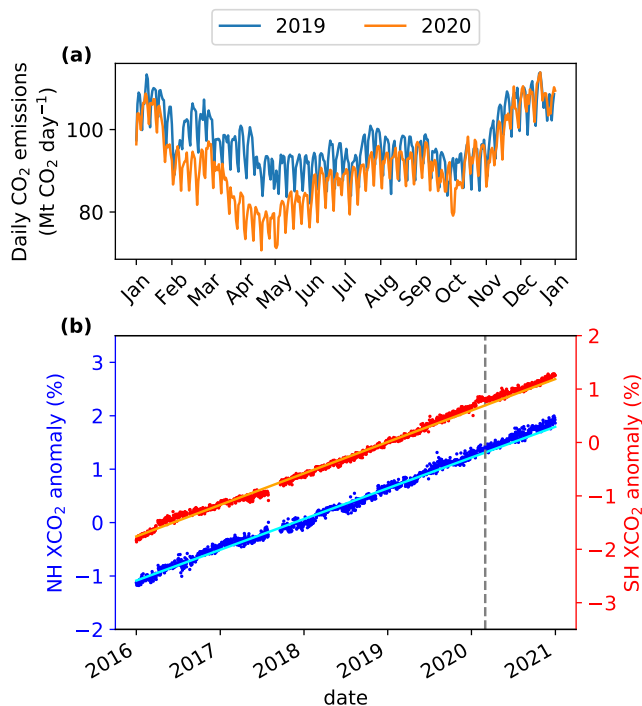 2019 2020
(a)
Daily CO₂ emissions
(Mt CO₂ day⁻¹)
100
80
Jan Feb Mar Apr May Jun Jul Aug Sep Oct Nov Dec Jan
(b)
NH XCO₂ anomaly (%)
3
2
1
0
−1
−2
SH XCO₂ anomaly (%)
2
1
0
−1
−2
−3
2016 2017 2018 2019 2020 2021
date